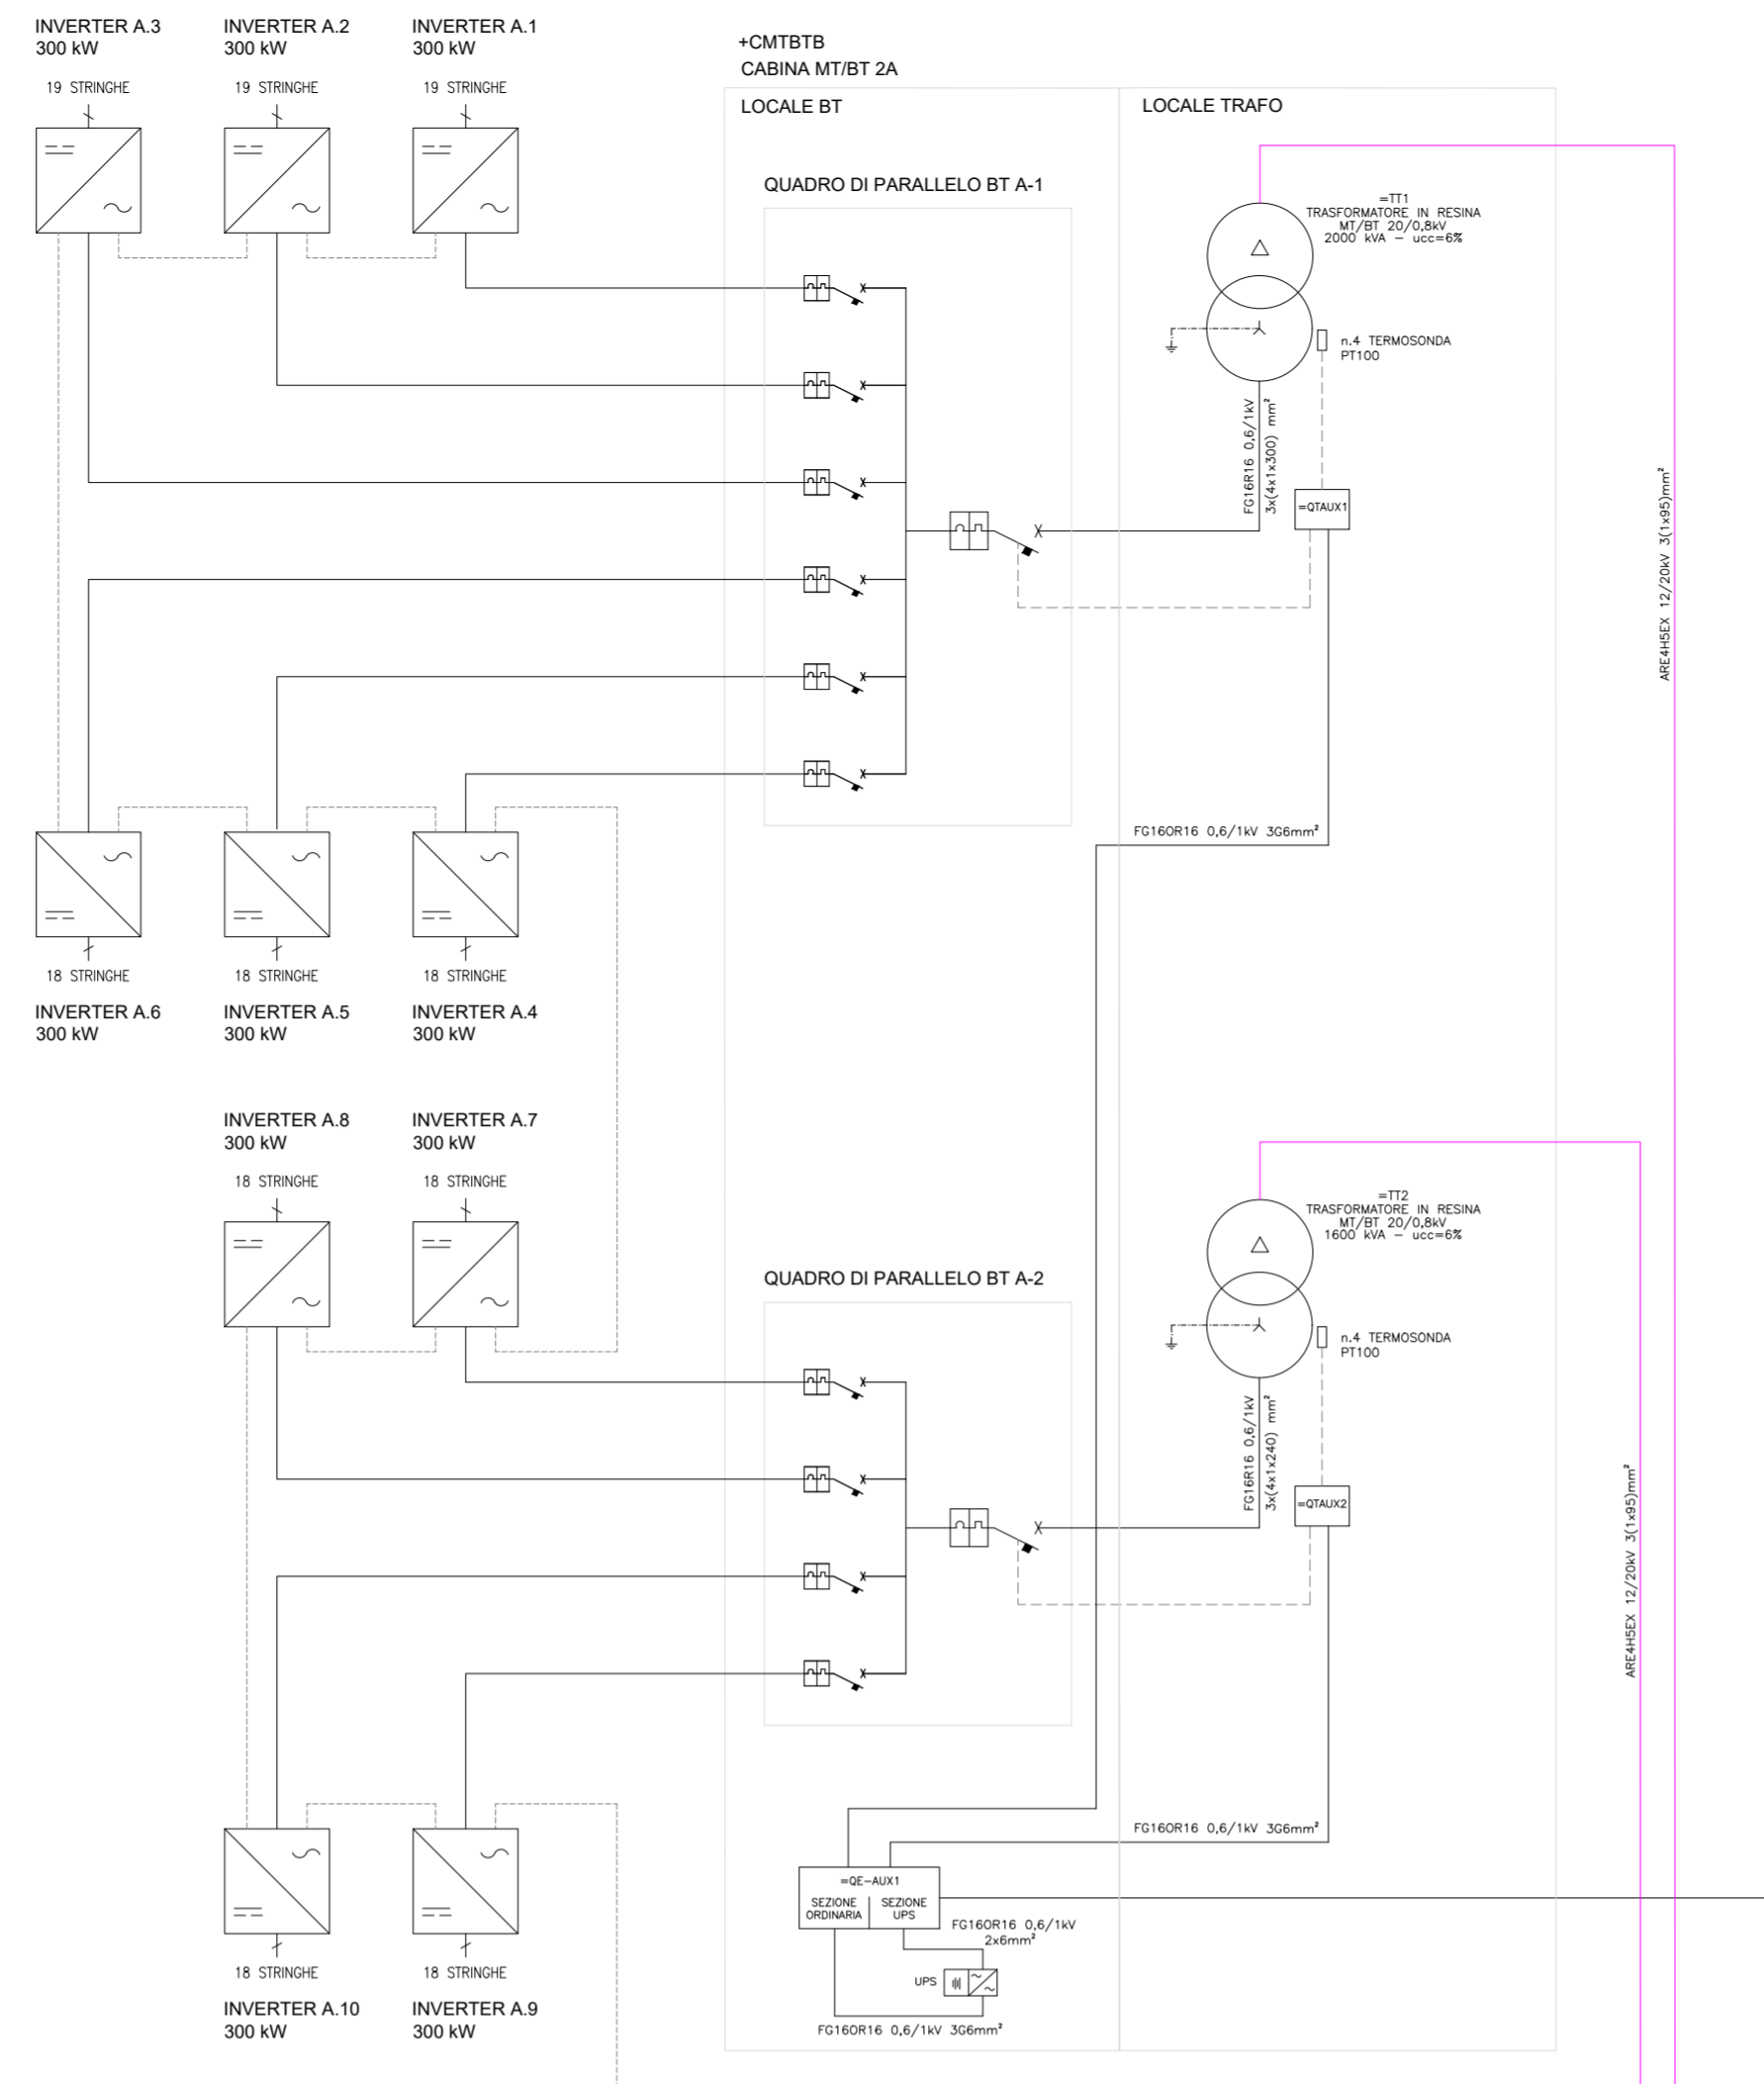 INVERTER A.3
300 kW
19 STRINGHE
INVERTER A.2
300 kW
19 STRINGHE
INVERTER A.1
300 kW
19 STRINGHE
+CMTBTB
CABINA MT/BT 2A
LOCALE BT
LOCALE TRAFO
QUADRO DI PARALLELO BT A-1
=TT1
TRASFORMATORE IN RESINA
MT/BT 20/0,8kV
2000 kVA – ucc=6%
n.4 TERMOSONDA
PT100
FG16R16 0,6/1kV
3x(4x1x300) mm²
=QTAUX1
ARE4H5EX 12/20kV 3(1x95)mm²
FG16OR16 0,6/1kV 3G6mm²
18 STRINGHE
INVERTER A.6
300 kW
18 STRINGHE
INVERTER A.5
300 kW
18 STRINGHE
INVERTER A.4
300 kW
INVERTER A.8
300 kW
18 STRINGHE
INVERTER A.7
300 kW
18 STRINGHE
QUADRO DI PARALLELO BT A-2
=TT2
TRASFORMATORE IN RESINA
MT/BT 20/0,8kV
1600 kVA – ucc=6%
n.4 TERMOSONDA
PT100
FG16R16 0,6/1kV
3x(4x1x240) mm²
=QTAUX2
ARE4H5EX 12/20kV 3(1x95)mm²
FG16OR16 0,6/1kV 3G6mm²
=QE–AUX1
SEZIONE
ORDINARIA
SEZIONE
UPS
FG16OR16 0,6/1kV
2x6mm²
UPS
FG16OR16 0,6/1kV 3G6mm²
18 STRINGHE
INVERTER A.10
300 kW
18 STRINGHE
INVERTER A.9
300 kW